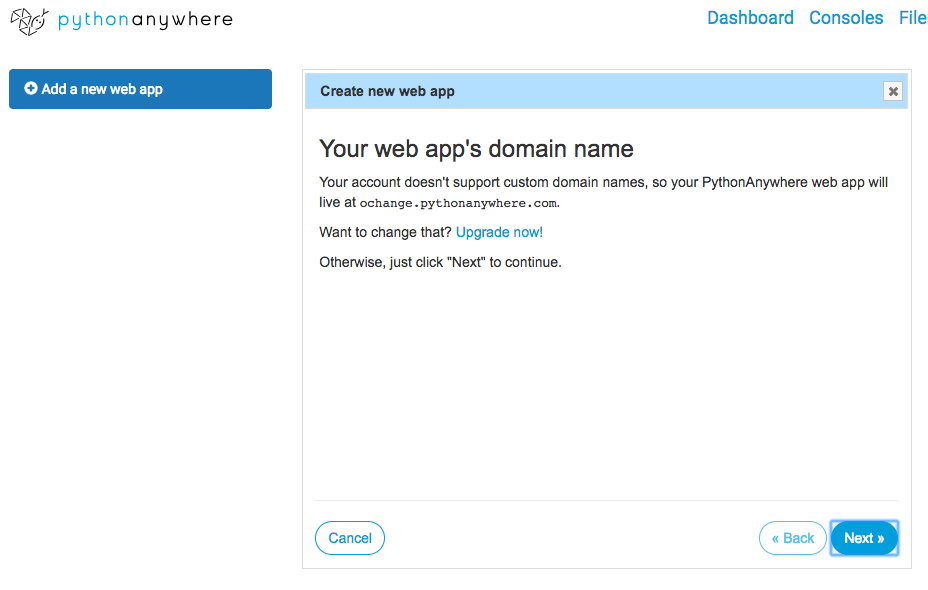 pythonanywhere
Dashboard Consoles File
Add a new web app
Create new web app
Your web app's domain name
Your account doesn't support custom domain names, so your PythonAnywhere web app will
live at ochange.pythonanywhere.com.
Want to change that? Upgrade now!
Otherwise, just click "Next" to continue.
Cancel
« Back
Next »